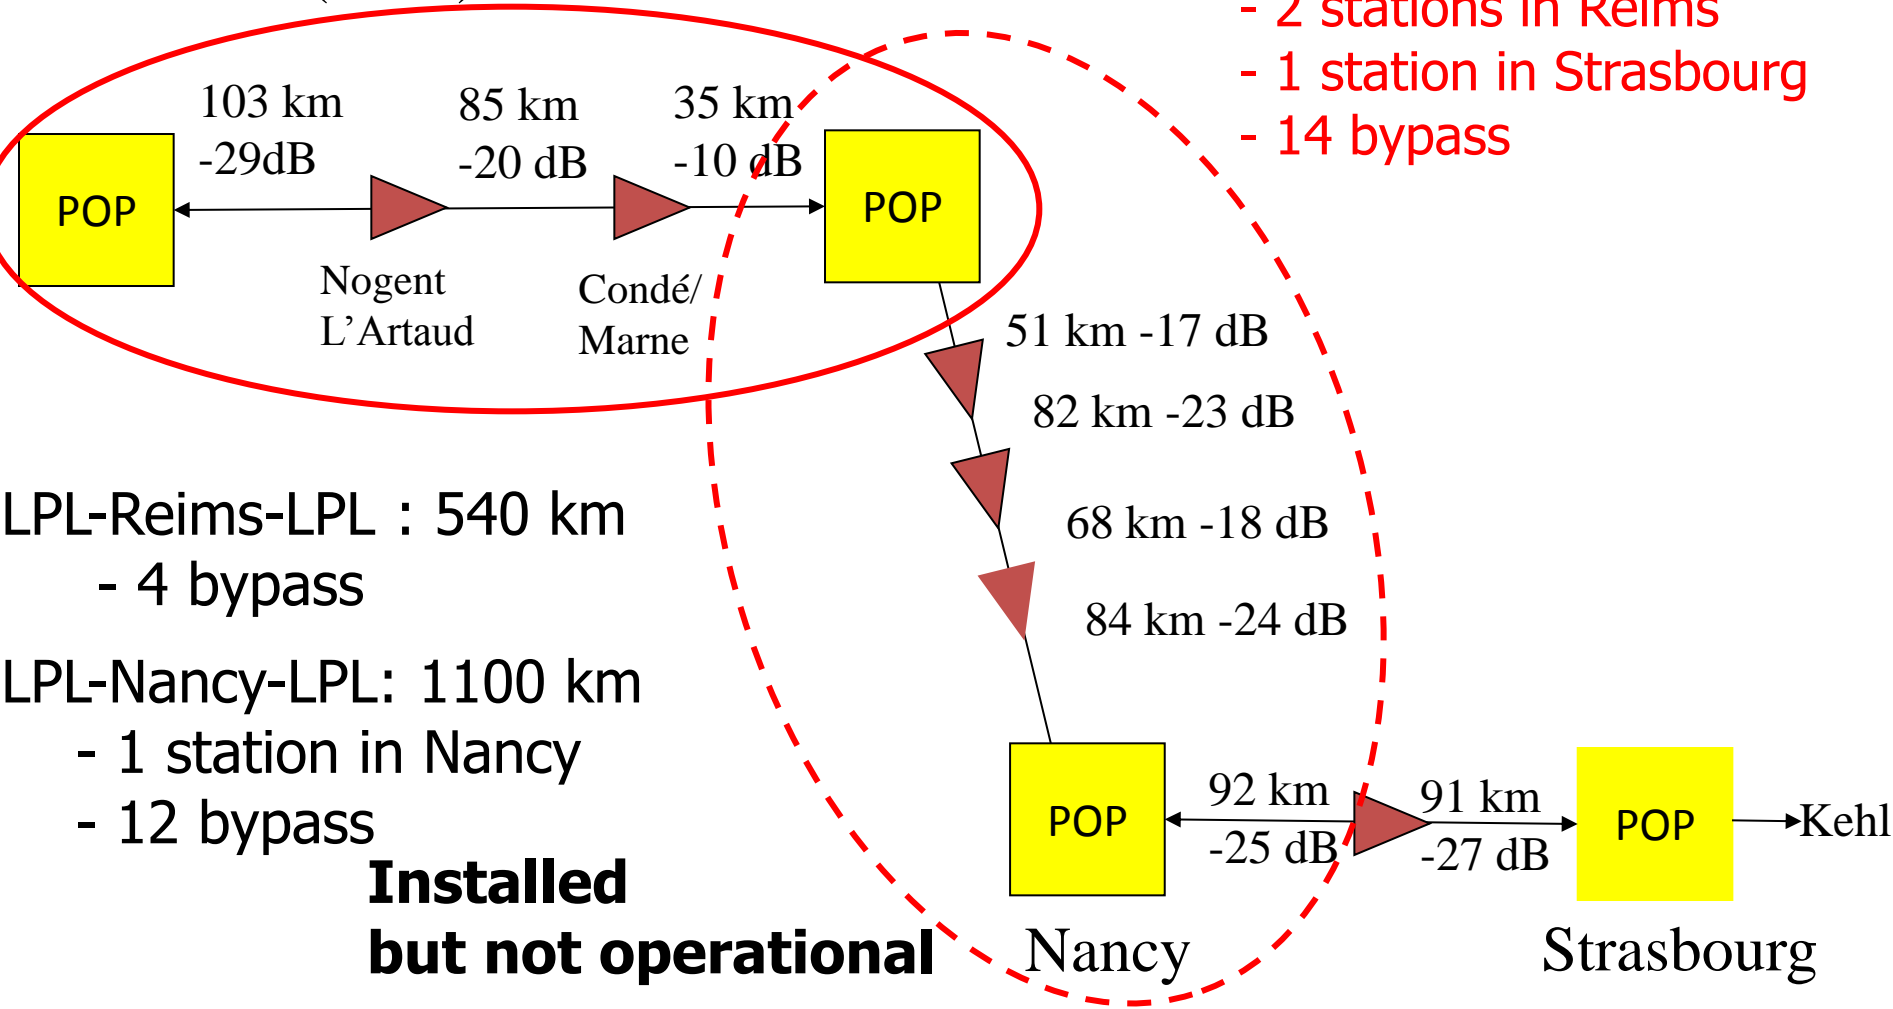 - 2 stations in Reims
- 1 station in Strasbourg
- 14 bypass
103 km
-29dB
85 km
-20 dB
35 km
-10 dB
POP
POP
Nogent
L’Artaud
Condé/
Marne
51 km -17 dB
82 km -23 dB
68 km -18 dB
84 km -24 dB
LPL-Reims-LPL : 540 km
- 4 bypass
LPL-Nancy-LPL: 1100 km
- 1 station in Nancy
- 12 bypass
Installed
but not operational
POP
92 km
-25 dB
91 km
-27 dB
POP
Kehl
Nancy
Strasbourg